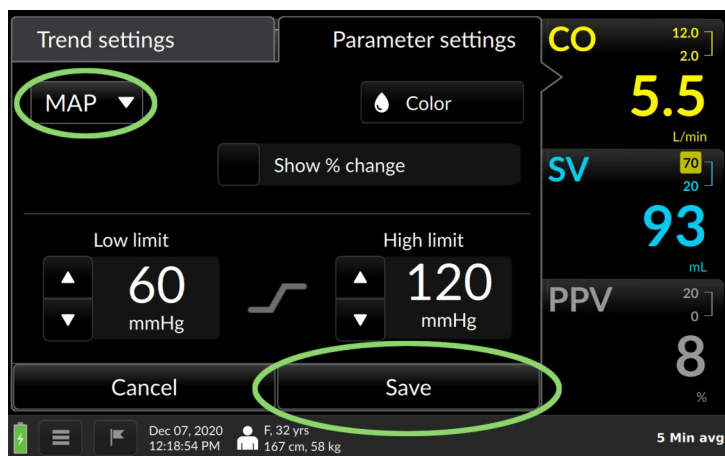 Trend settings
Parameter settings
MAP
Color
Show % change
Low limit
High limit
60
mmHg
120
mmHg
Cancel
Save
CO
12.0
2.0
5.5
L/min
SV
70
20
93
mL
PPV
20
0
8
%
Dec 07, 2020
12:18:54 PM
F, 32 yrs
167 cm, 58 kg
5 Min avg